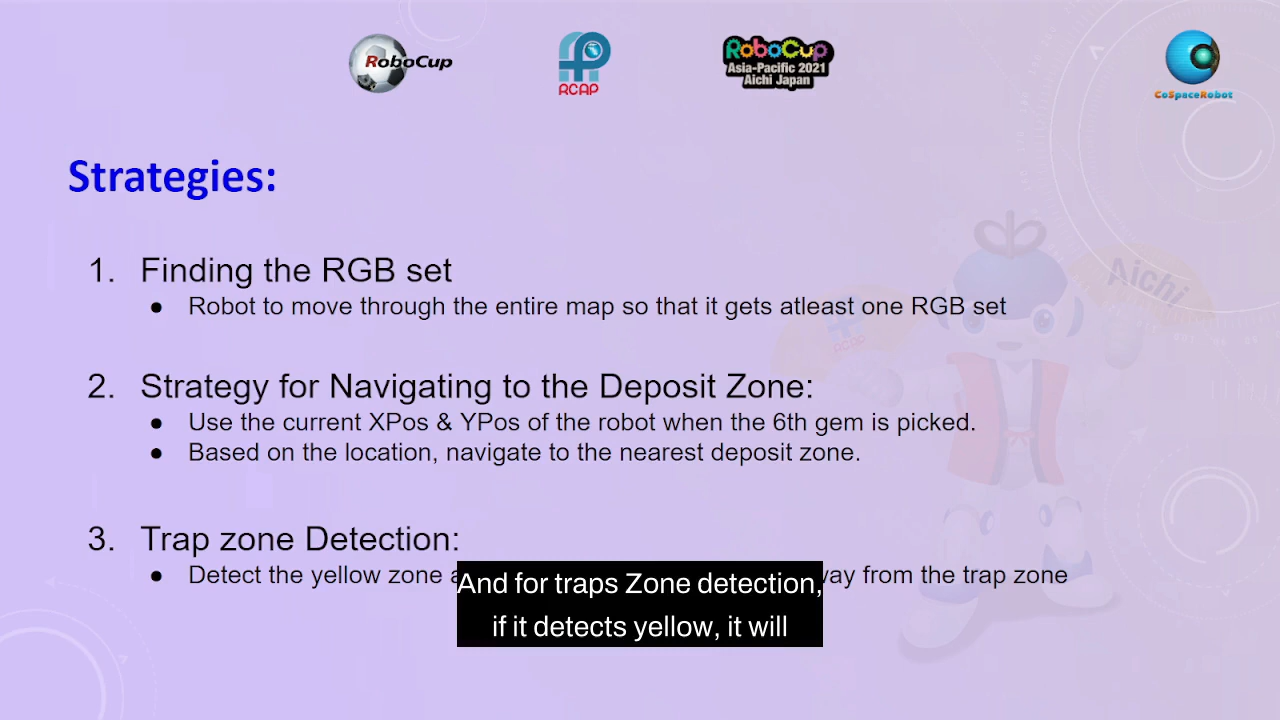 RoboCup
RCAP
RoboCup
Asia-Pacific 2021
Aichi Japan
CoSpaceRobot
Strategies:
Aichi
RCAP
1. Finding the RGB set
● Robot to move through the entire map so that it gets atleast one RGB set
2. Strategy for Navigating to the Deposit Zone:
● Use the current XPos & YPos of the robot when the 6th gem is picked.
● Based on the location, navigate to the nearest deposit zone.
3. Trap zone Detection:
● Detect the yellow zone from the trap zone
And for traps Zone detection,
if it detects yellow, it will